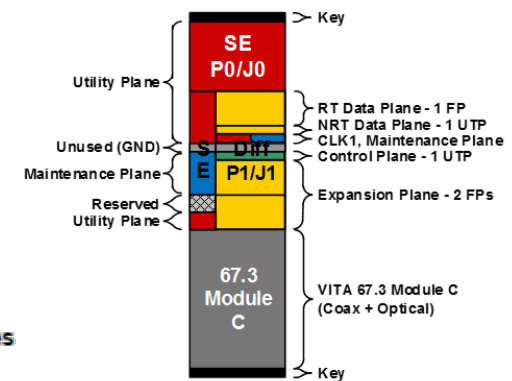 Key
SE
P0/J0
Utility Plane
RT Data Plane - 1 FP
NRT Data Plane - 1 UTP
CLK1, Maintenance Plane
Unused (GND)
S
E
Diff
P1/J1
Control Plane - 1 UTP
Maintenance Plane
Expansion Plane - 2 FPs
Reserved
Utility Plane
67.3
Module
C
VITA 67.3 Module C
(Coax + Optical)
es
Key